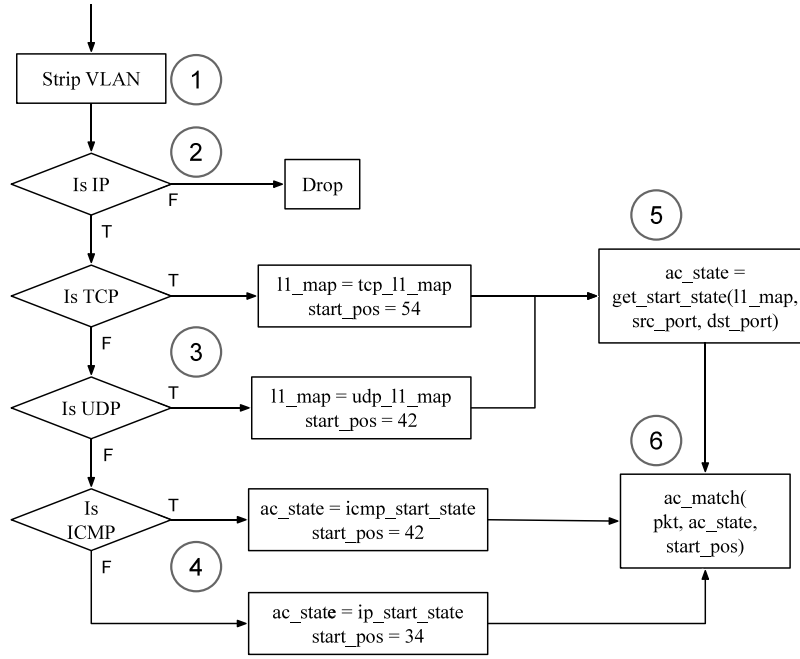 Strip VLAN
1
2
Is IP
F
Drop
T
5
Is TCP
T
l1_map = tcp_l1_map
start_pos = 54
ac_state =
get_start_state(l1_map,
src_port, dst_port)
F
3
Is UDP
T
l1_map = udp_l1_map
start_pos = 42
F
6
Is
ICMP
T
ac_state = icmp_start_state
start_pos = 42
ac_match(
pkt, ac_state,
start_pos)
F
4
ac_state = ip_start_state
start_pos = 34